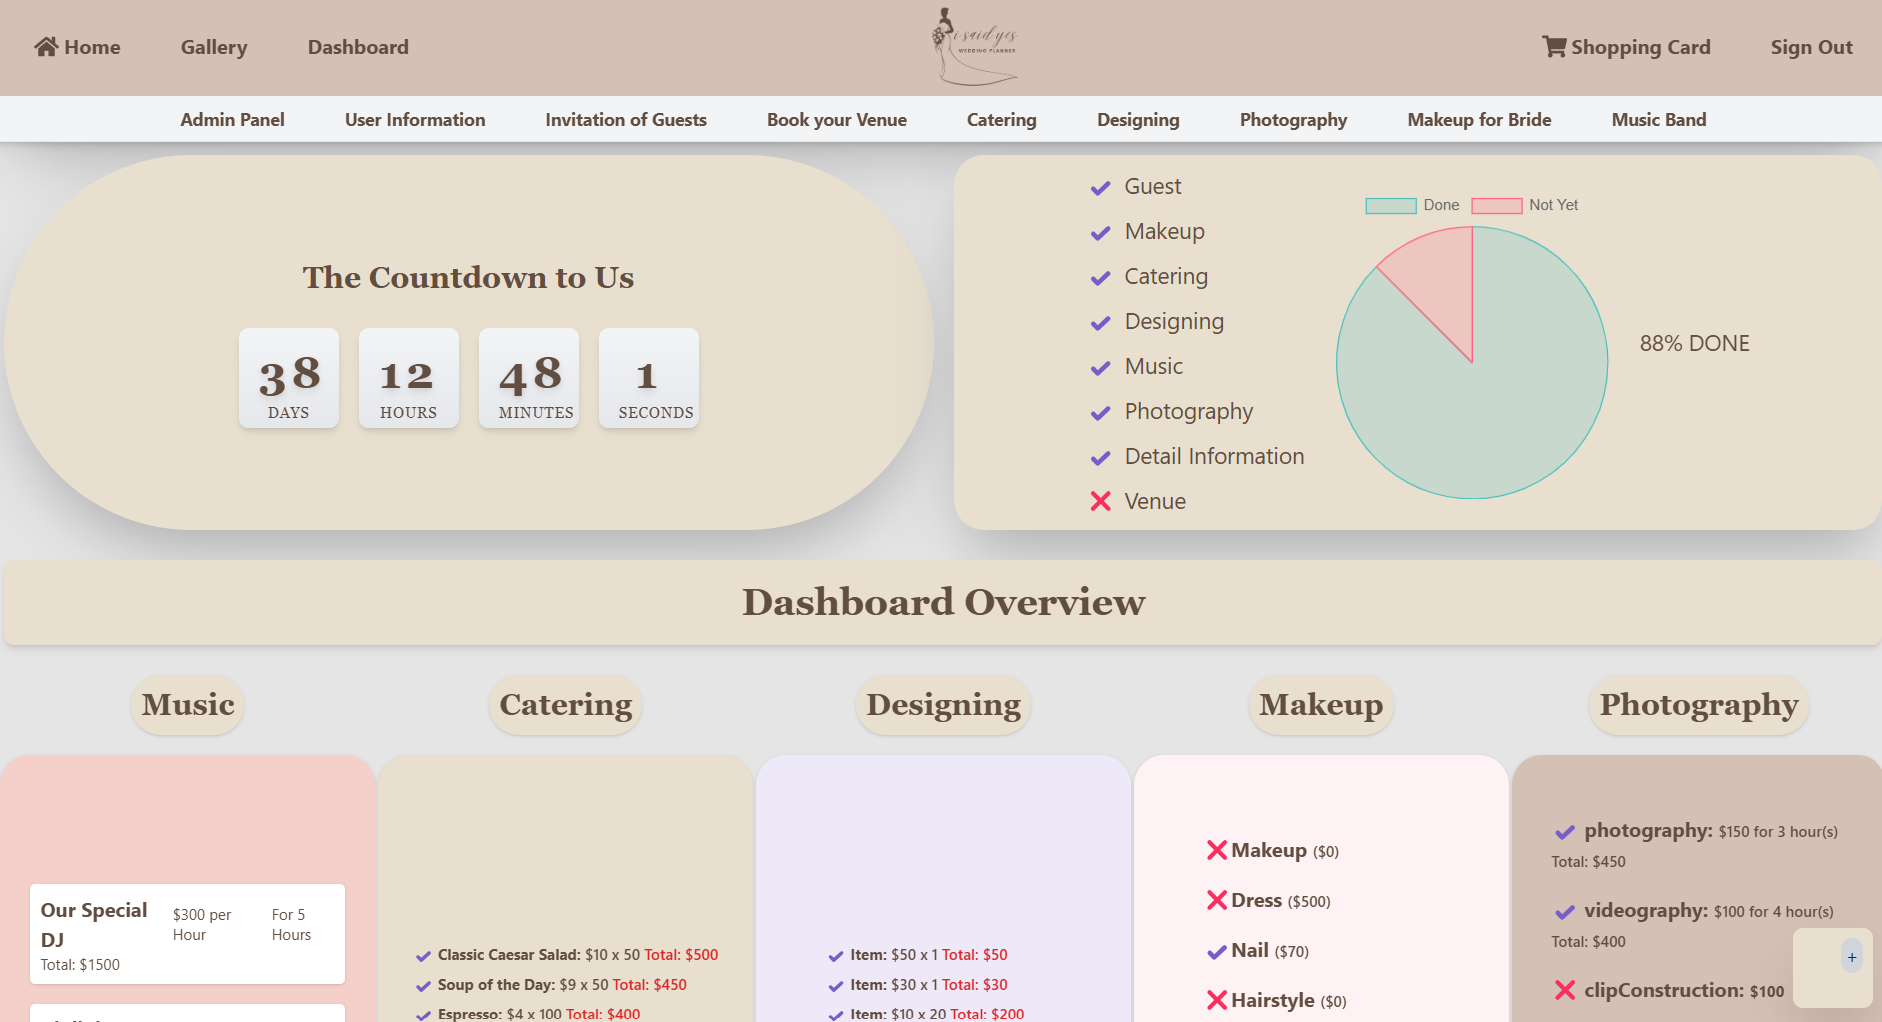 Home
Gallery
Dashboard
i said yes
WEDDING PLANNER
Shopping Card
Sign Out
Admin Panel
User Information
Invitation of Guests
Book your Venue
Catering
Designing
Photography
Makeup for Bride
Music Band
The Countdown to Us
38
DAYS
12
HOURS
48
MINUTES
1
SECONDS
Guest
Makeup
Catering
Designing
Music
Photography
Detail Information
Venue
Done
Not Yet
88% DONE
Dashboard Overview
Music
Catering
Designing
Makeup
Photography
Our Special
DJ
$300 per
Hour
For 5
Hours
Total: $1500
Classic Caesar Salad: $10 x 50 Total: $500
Soup of the Day: $9 x 50 Total: $450
Espresso: $4 x 100 Total: $400
Item: $50 x 1 Total: $50
Item: $30 x 1 Total: $30
Item: $10 x 20 Total: $200
Makeup ($0)
Dress ($500)
Nail ($70)
Hairstyle ($0)
photography: $150 for 3 hour(s)
Total: $450
videography: $100 for 4 hour(s)
Total: $400
clipConstruction: $100
+